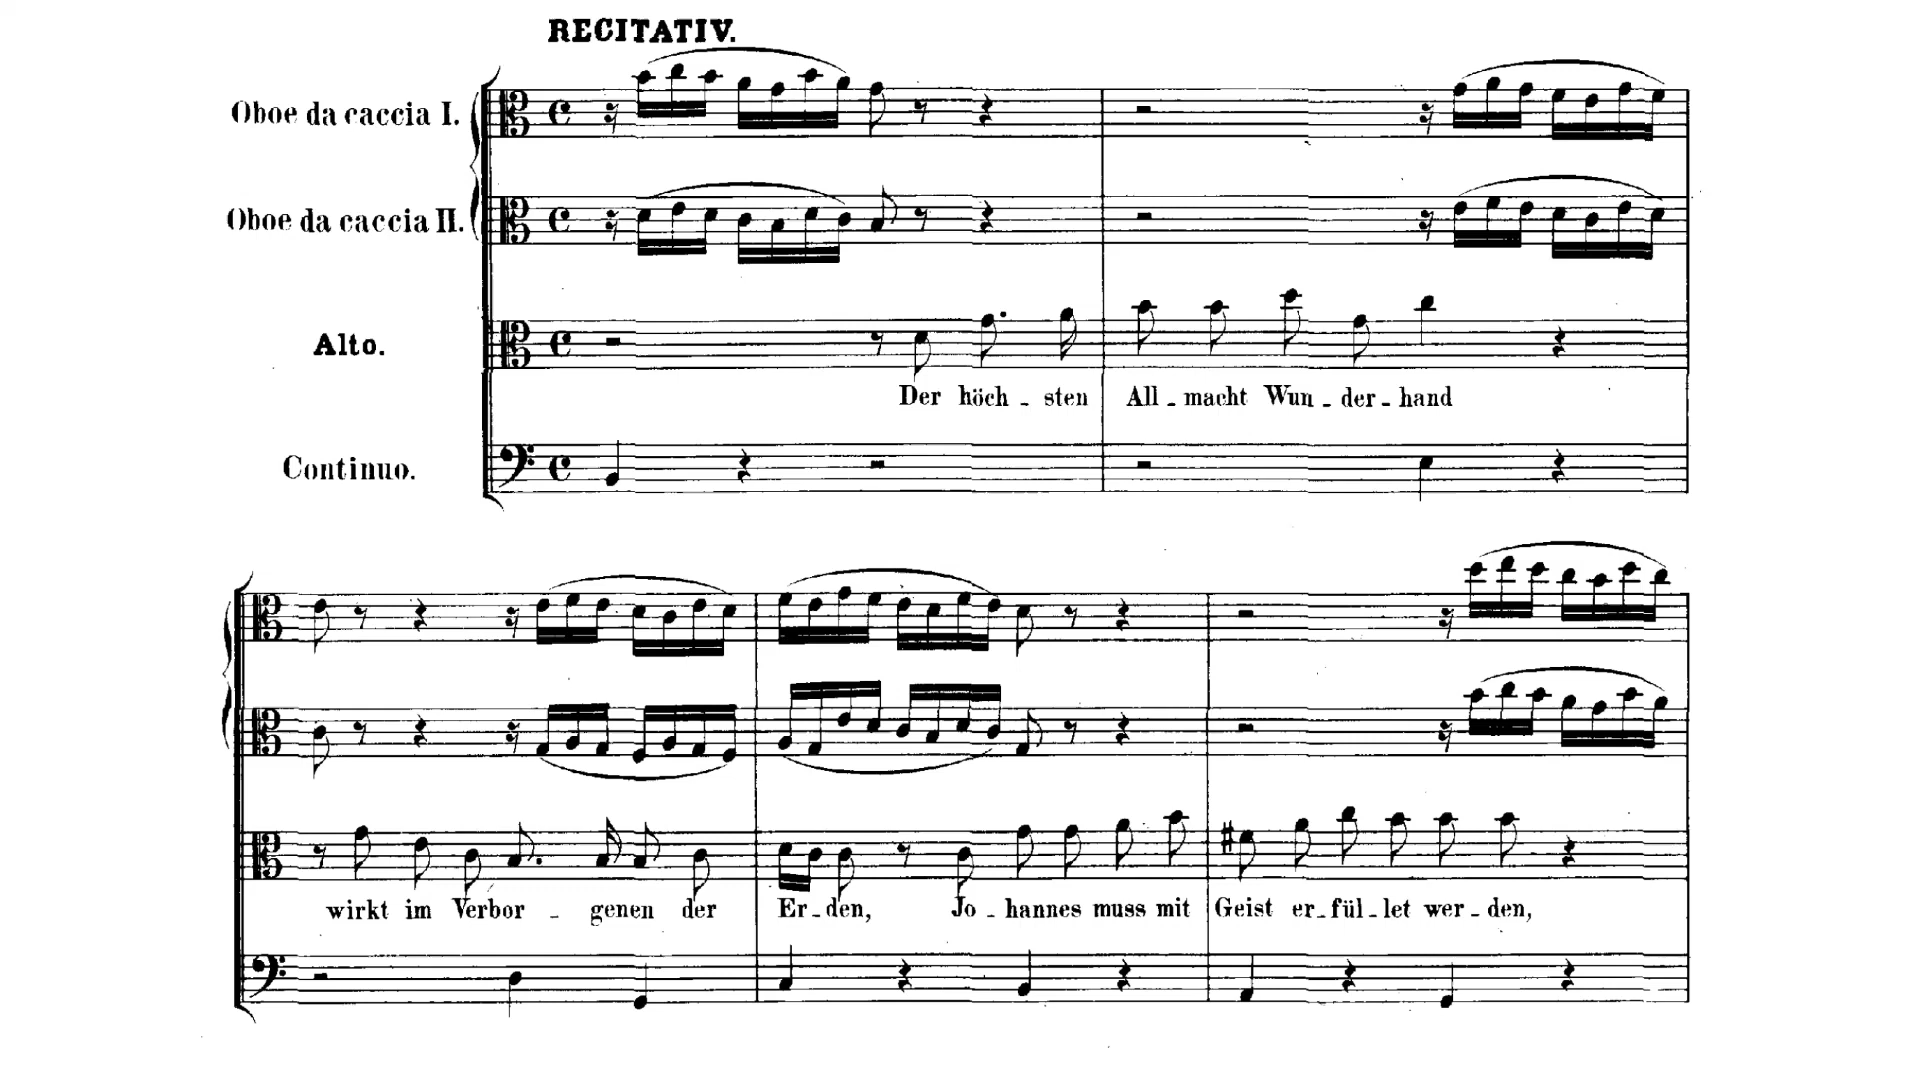 RECITATIV.
Oboe da caccia I.
Oboe da caccia II.
Alto.
Der höch - sten All - macht Wun - der - hand
Continuo.
wirkt im Verbor - genen der Er - den, Jo - hannes muss mit Geist er - fül - let wer - den,